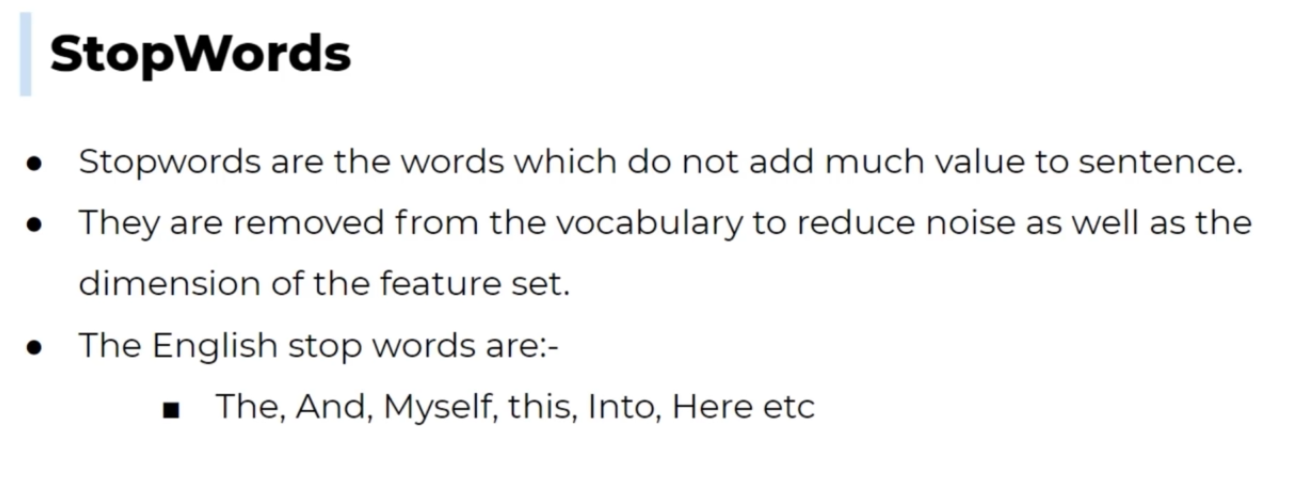 StopWords
● Stopwords are the words which do not add much value to sentence.
● They are removed from the vocabulary to reduce noise as well as the
dimension of the feature set.
● The English stop words are:-
■ The, And, Myself, this, Into, Here etc